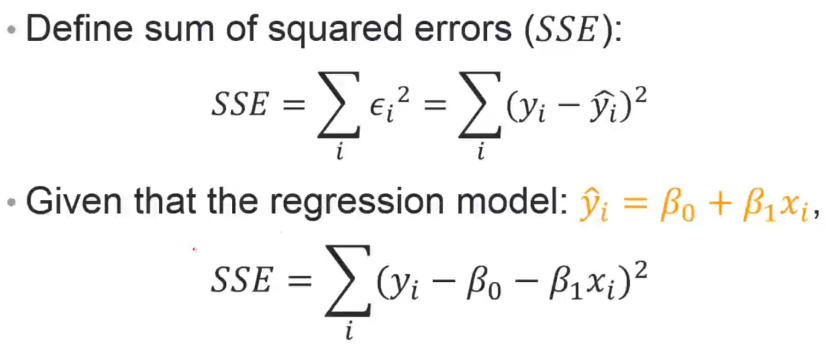 • Define sum of squared errors (SSE):
SSE = ∑ᵢ ϵᵢ² = ∑ᵢ (yᵢ − ŷᵢ)²
• Given that the regression model: ŷᵢ = β₀ + β₁xᵢ,
SSE = ∑ᵢ (yᵢ − β₀ − β₁xᵢ)²